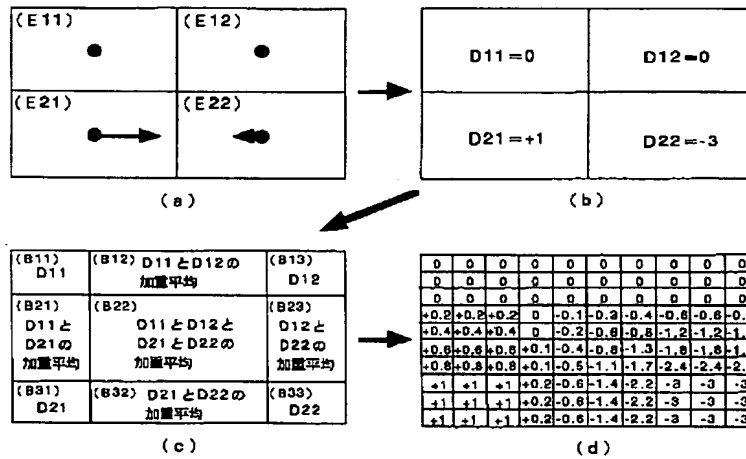 (E11)
(E12)
(E21)
(E22)
(a)
D11=0
D12=0
D21=+1
D22=-3
(b)
(B11)
D11
(B12) D11とD12の
加重平均
(B13)
D12
(B21)
D11と
D21の
加重平均
(B22)
D11とD12と
D21とD22の
加重平均
(B23)
D12と
D22の
加重平均
(B31)
D21
(B32) D21とD22の
加重平均
(B33)
D22
(c)
0 0 0 0 0 0 0 0 0 0
0 0 0 0 0 0 0 0 0 0
0 0 0 0 0 0 0 0 0 0
+0.2 +0.2 +0.2 0 -0.1 -0.3 -0.4 -0.6 -0.6
+0.4 +0.4 +0.4 0 -0.2 -0.6 -0.8 -1.2 -1.2
+0.6 +0.6 +0.6 +0.1 -0.4 -0.8 -1.3 -1.8 -1.8
+0.8 +0.8 +0.8 +0.1 -0.5 -1.1 -1.7 -2.4 -2.4
+1 +1 +1 +0.2 -0.6 -1.4 -2.2 -3 -3 -3
+1 +1 +1 +0.2 -0.6 -1.4 -2.2 -3 -3 -3
+1 +1 +1 +0.2 -0.6 -1.4 -2.2 -3 -3 -3
(d)